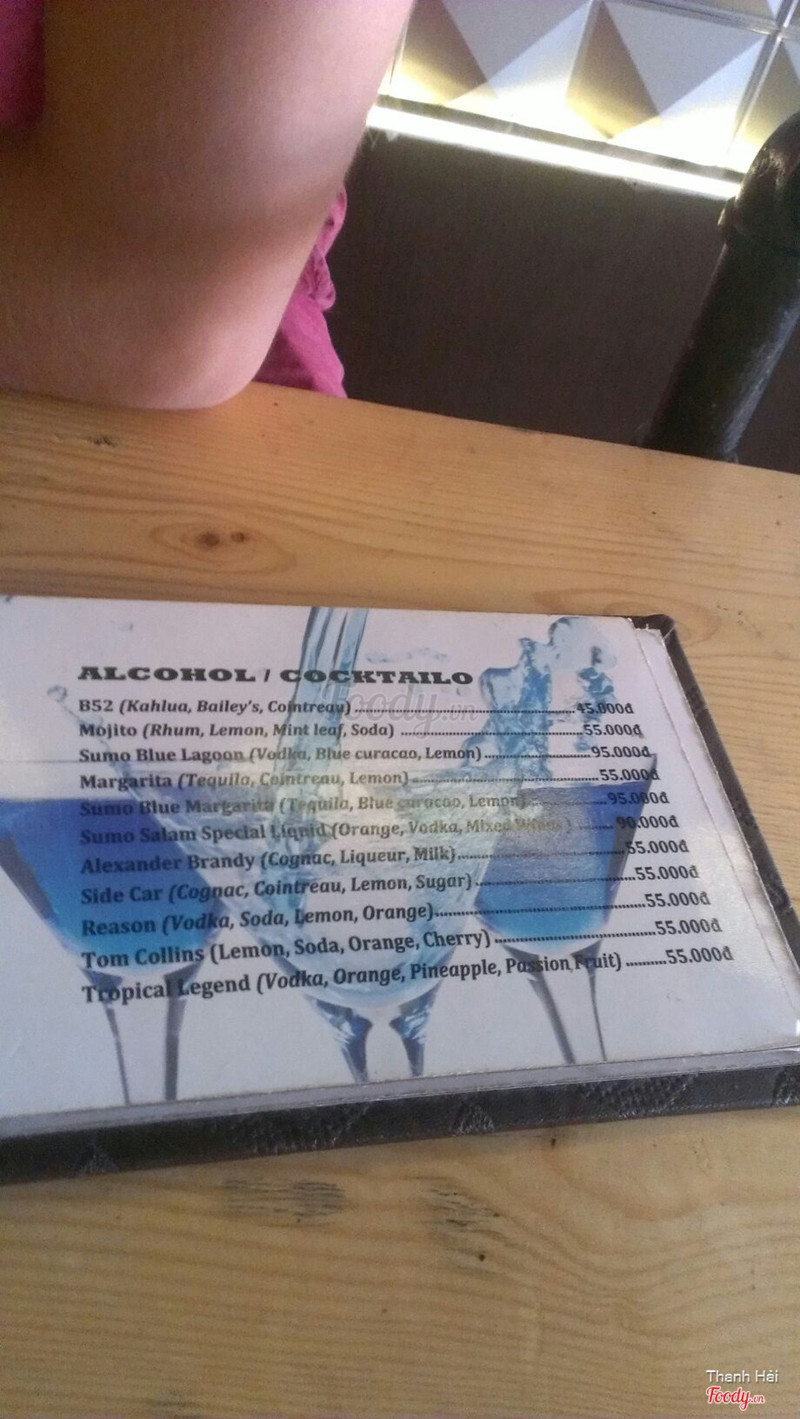 ALCOHOL / COCKTAILO
B52 (Kahlua, Bailey's, Cointreau) ........................................................45.000đ
Mojito (Rhum, Lemon, Mint leaf, Soda) ..............................................55.000đ
Sumo Blue Lagoon (Vodka, Blue curacao, Lemon)...........................95.000đ
Margarita (Tequila, Cointreau, Lemon)..............................................55.000đ
Sumo Blue Margarita (Tequila, Blue curacao, Lemon)....................95.000đ
Sumo Salam Special Liquid (Orange, Vodka, Mixed ) .........90.000đ
Alexander Brandy (Cognac, Liqueur, Milk).......................................55.000đ
Side Car (Cognac, Cointreau, Lemon, Sugar)....................................55.000đ
Reason (Vodka, Soda, Lemon, Orange)..............................................55.000đ
Tom Collins (Lemon, Soda, Orange, Cherry)....................................55.000đ
Tropical Legend (Vodka, Orange, Pineapple, Passion Fruit) ..........55.000đ
foody.vn
Thanh Hải
Foody.vn